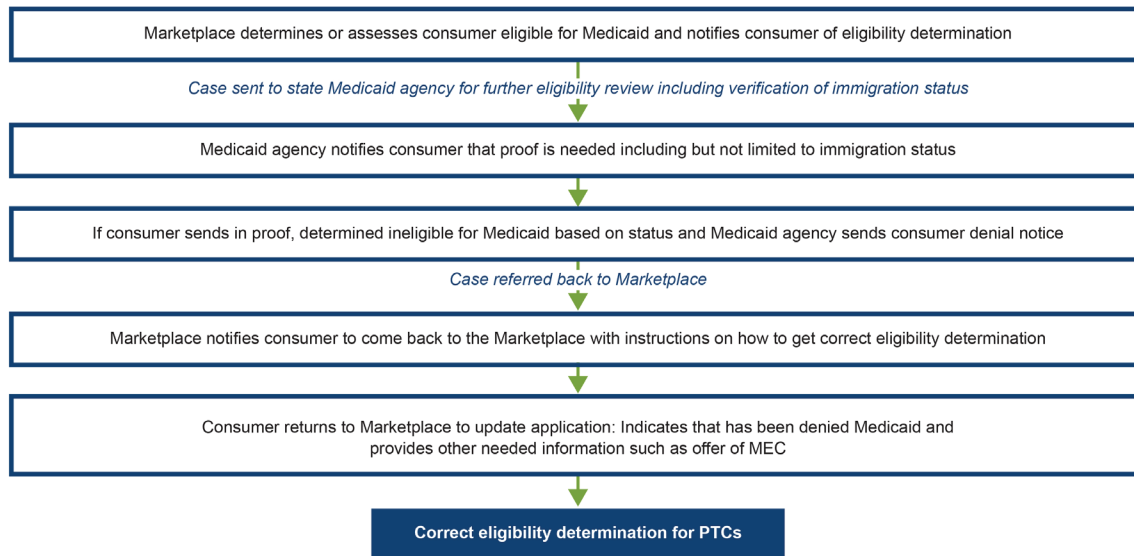 Marketplace determines or assesses consumer eligible for Medicaid and notifies consumer of eligibility determination
Case sent to state Medicaid agency for further eligibility review including verification of immigration status
Medicaid agency notifies consumer that proof is needed including but not limited to immigration status
If consumer sends in proof, determined ineligible for Medicaid based on status and Medicaid agency sends consumer denial notice
Case referred back to Marketplace
Marketplace notifies consumer to come back to the Marketplace with instructions on how to get correct eligibility determination
Consumer returns to Marketplace to update application: Indicates that has been denied Medicaid and
provides other needed information such as offer of MEC
Correct eligibility determination for PTCs